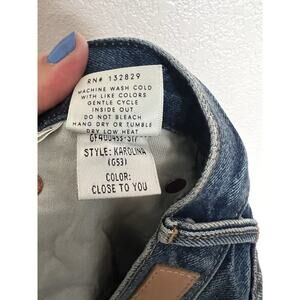 RN# 132829
MACHINE WASH COLD
WITH LIKE COLORS
GENTLE CYCLE
INSIDE OUT
DO NOT BLEACH
HANG DRY OR TUMBLE
DRY LOW HEAT
STYLE: KAROLINA
(G53)
COLOR:
CLOSE TO YOU